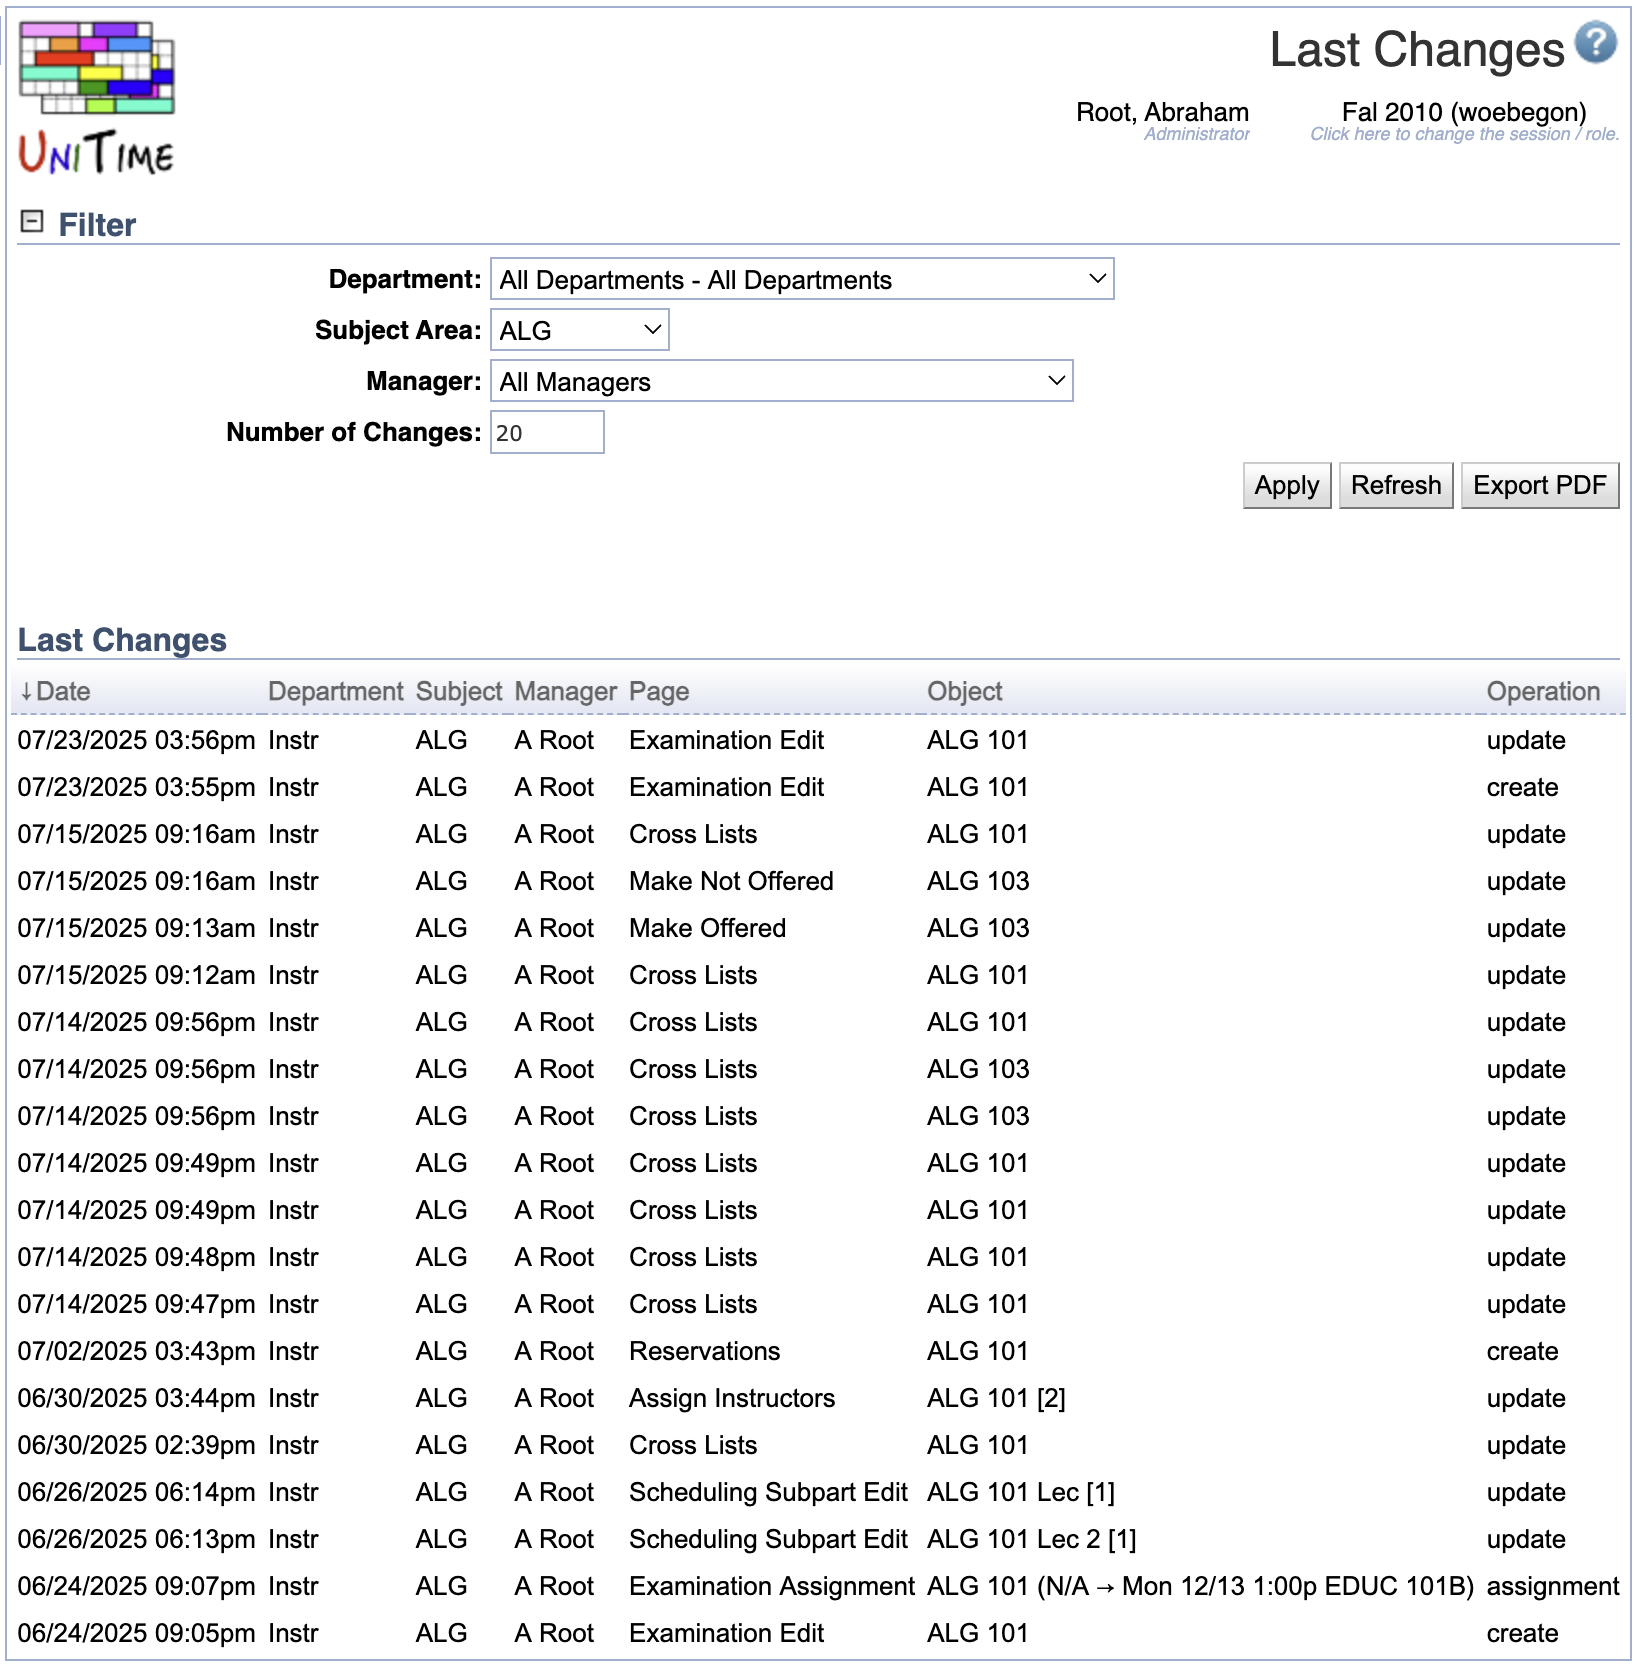 Last Changes
Root, Abraham Fal 2010 (woebegon)
Administrator Click here to change the session / role.
UniTime
Filter
Department: All Departments - All Departments
Subject Area: ALG
Manager: All Managers
Number of Changes: 20
Apply Refresh Export PDF
Last Changes
↓Date Department Subject Manager Page Object Operation
07/23/2025 03:56pm Instr ALG A Root Examination Edit ALG 101 update
07/23/2025 03:55pm Instr ALG A Root Examination Edit ALG 101 create
07/15/2025 09:16am Instr ALG A Root Cross Lists ALG 101 update
07/15/2025 09:16am Instr ALG A Root Make Not Offered ALG 103 update
07/15/2025 09:13am Instr ALG A Root Make Offered ALG 103 update
07/15/2025 09:12am Instr ALG A Root Cross Lists ALG 101 update
07/14/2025 09:56pm Instr ALG A Root Cross Lists ALG 101 update
07/14/2025 09:56pm Instr ALG A Root Cross Lists ALG 103 update
07/14/2025 09:56pm Instr ALG A Root Cross Lists ALG 103 update
07/14/2025 09:49pm Instr ALG A Root Cross Lists ALG 101 update
07/14/2025 09:49pm Instr ALG A Root Cross Lists ALG 101 update
07/14/2025 09:48pm Instr ALG A Root Cross Lists ALG 101 update
07/14/2025 09:47pm Instr ALG A Root Cross Lists ALG 101 update
07/02/2025 03:43pm Instr ALG A Root Reservations ALG 101 create
06/30/2025 03:44pm Instr ALG A Root Assign Instructors ALG 101 [2] update
06/30/2025 02:39pm Instr ALG A Root Cross Lists ALG 101 update
06/26/2025 06:14pm Instr ALG A Root Scheduling Subpart Edit ALG 101 Lec [1] update
06/26/2025 06:13pm Instr ALG A Root Scheduling Subpart Edit ALG 101 Lec 2 [1] update
06/24/2025 09:07pm Instr ALG A Root Examination Assignment ALG 101 (N/A → Mon 12/13 1:00p EDUC 101B) assignment
06/24/2025 09:05pm Instr ALG A Root Examination Edit ALG 101 create